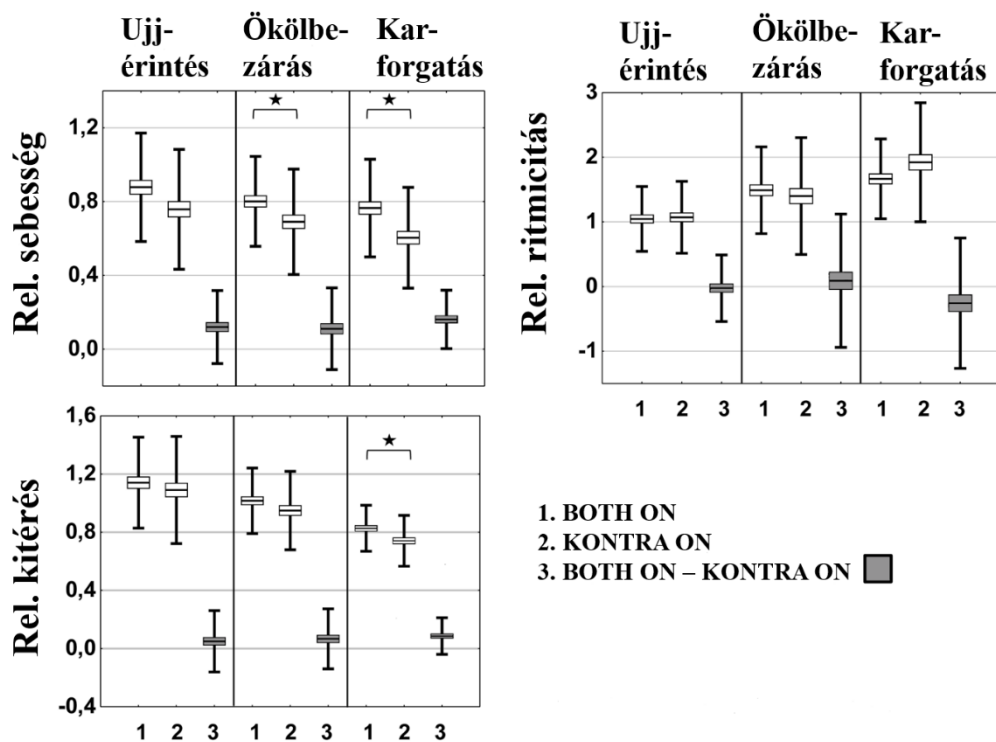 Ujj-
érintés
Ökölbe-
zárás
Kar-
forgatás
Rel. sebesség
1,2
0,8
0,4
0,0
★
★
Rel. kitérés
1,6
1,2
0,8
0,4
0,0
-0,4
★
1 2 3 1 2 3 1 2 3
Ujj-
érintés
Ökölbe-
zárás
Kar-
forgatás
Rel. ritmicitás
3
2
1
0
-1
1 2 3 1 2 3 1 2 3
1. BOTH ON
2. KONTRA ON
3. BOTH ON – KONTRA ON